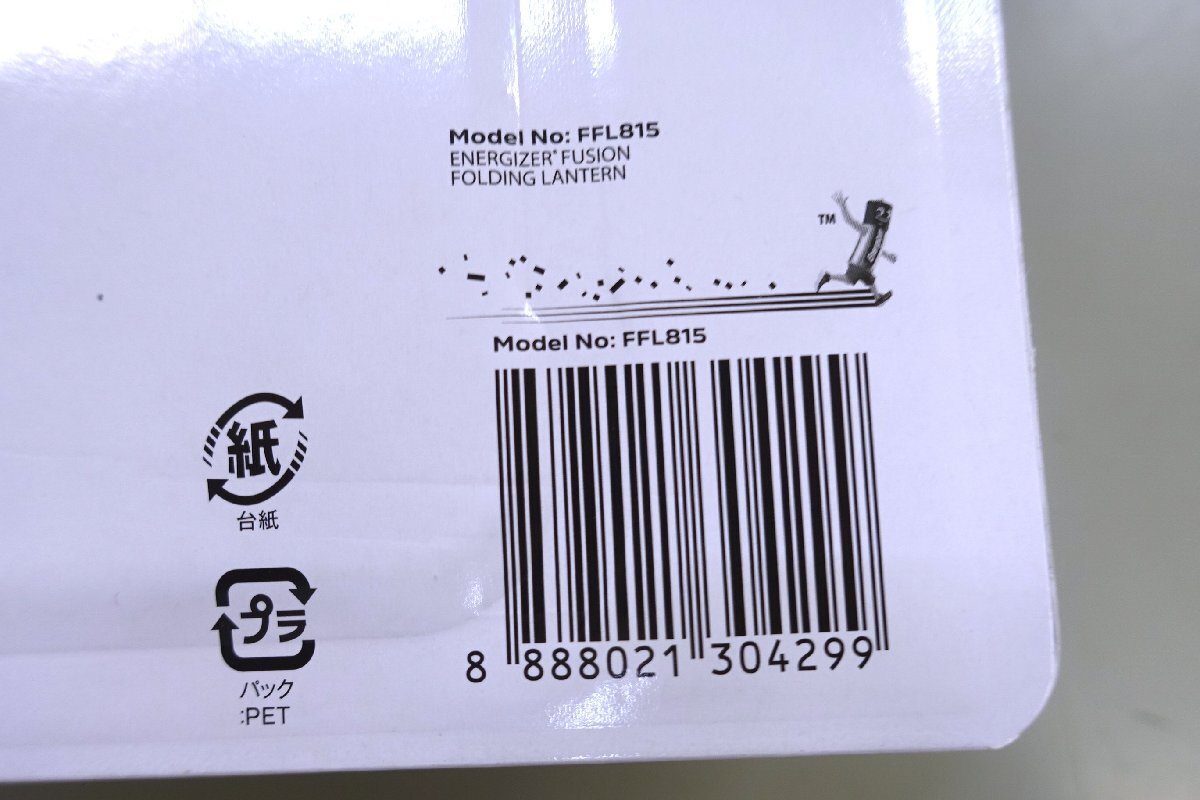 Model No: FFL815
ENERGIZER® FUSION
FOLDING LANTERN
TM
23
Model No: FFL815
紙
台紙
プラ
パック
:PET
8 888021 304299